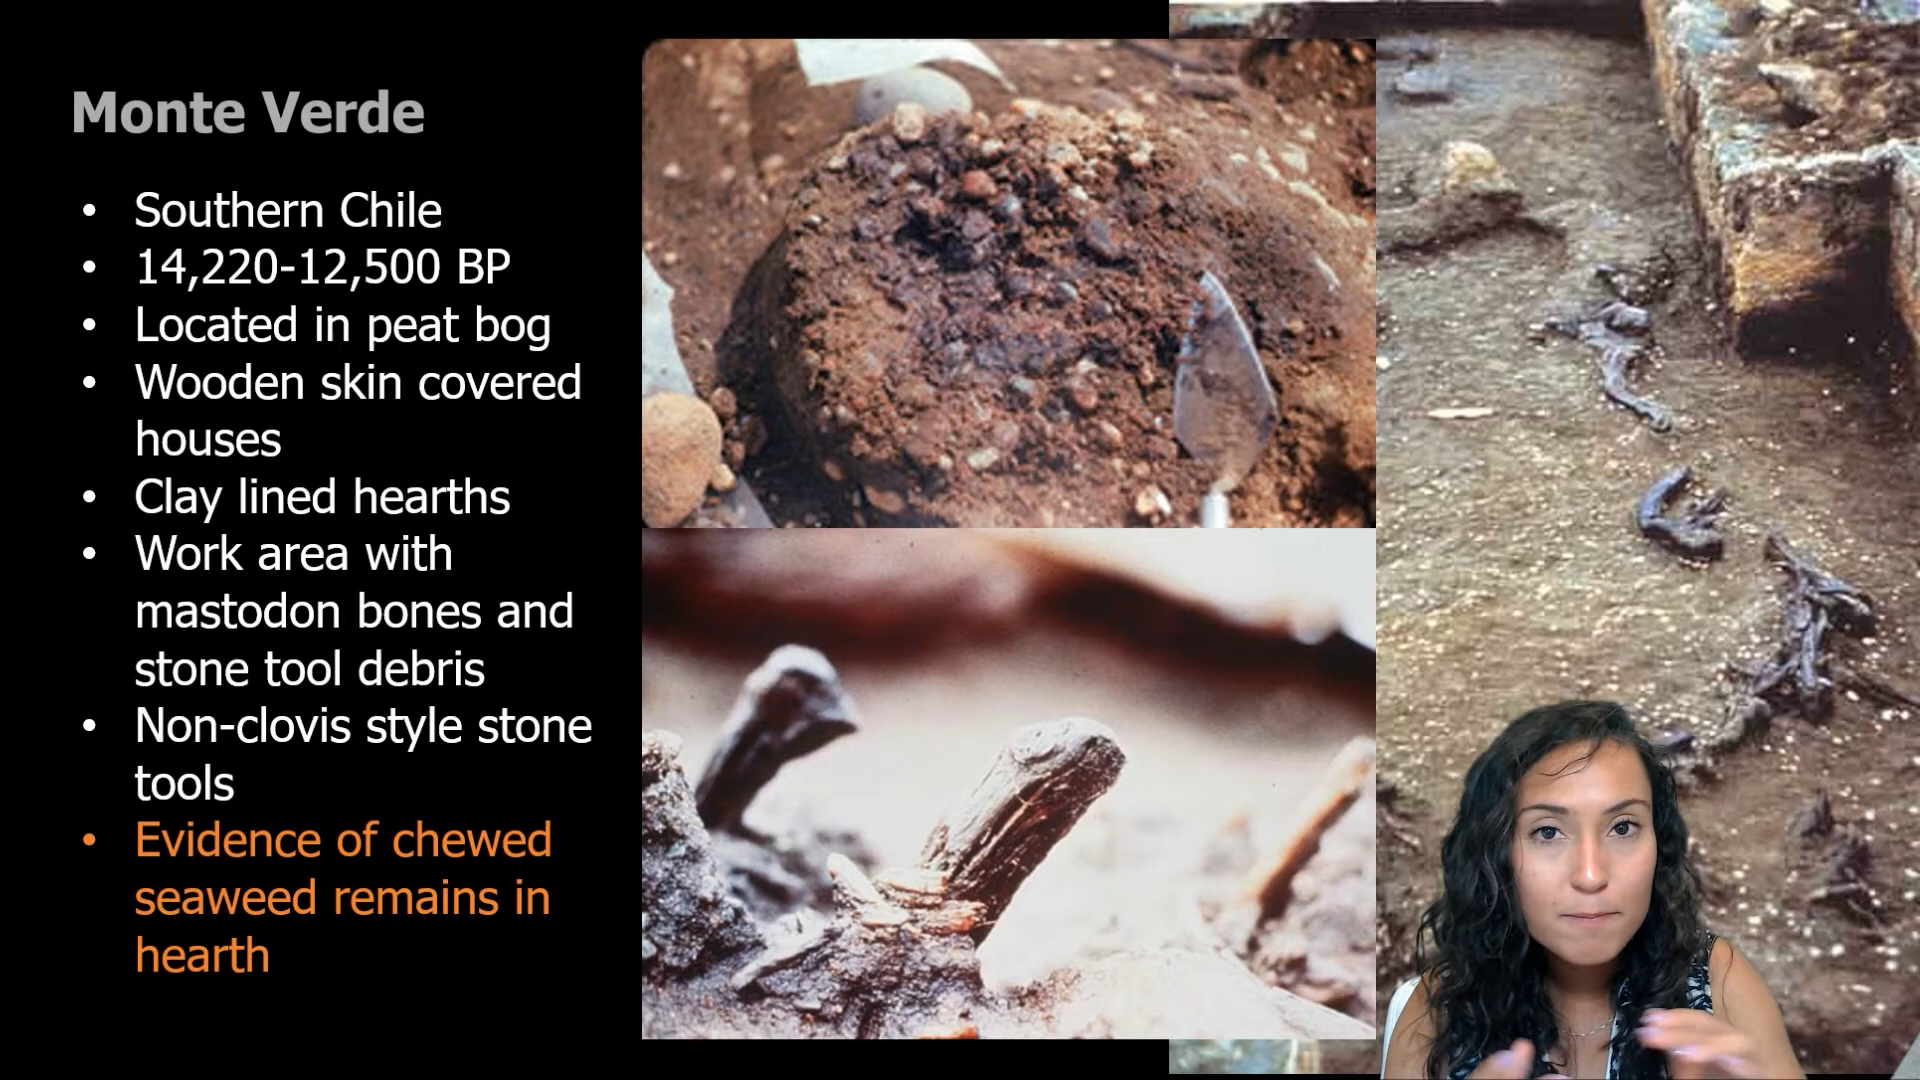 Monte Verde
• Southern Chile
• 14,220-12,500 BP
• Located in peat bog
• Wooden skin covered
houses
• Clay lined hearths
• Work area with
mastodon bones and
stone tool debris
• Non-clovis style stone
tools
• Evidence of chewed
seaweed remains in
hearth